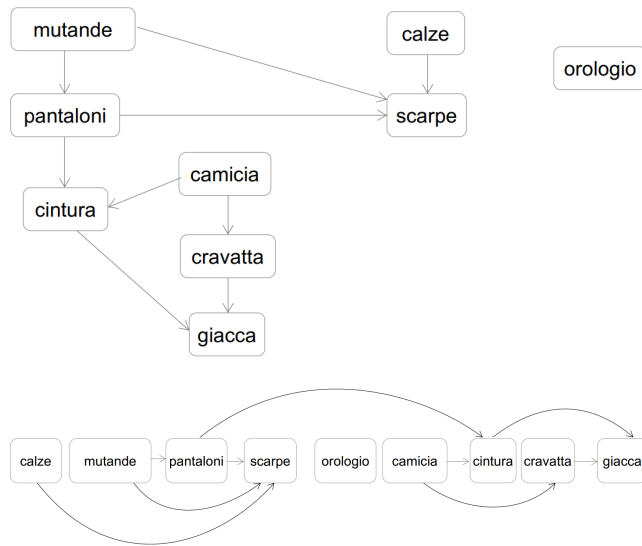 mutande
calze
orologio
pantaloni
scarpe
camicia
cintura
cravatta
giacca
calze mutande pantaloni scarpe orologio camicia cintura cravatta giacca